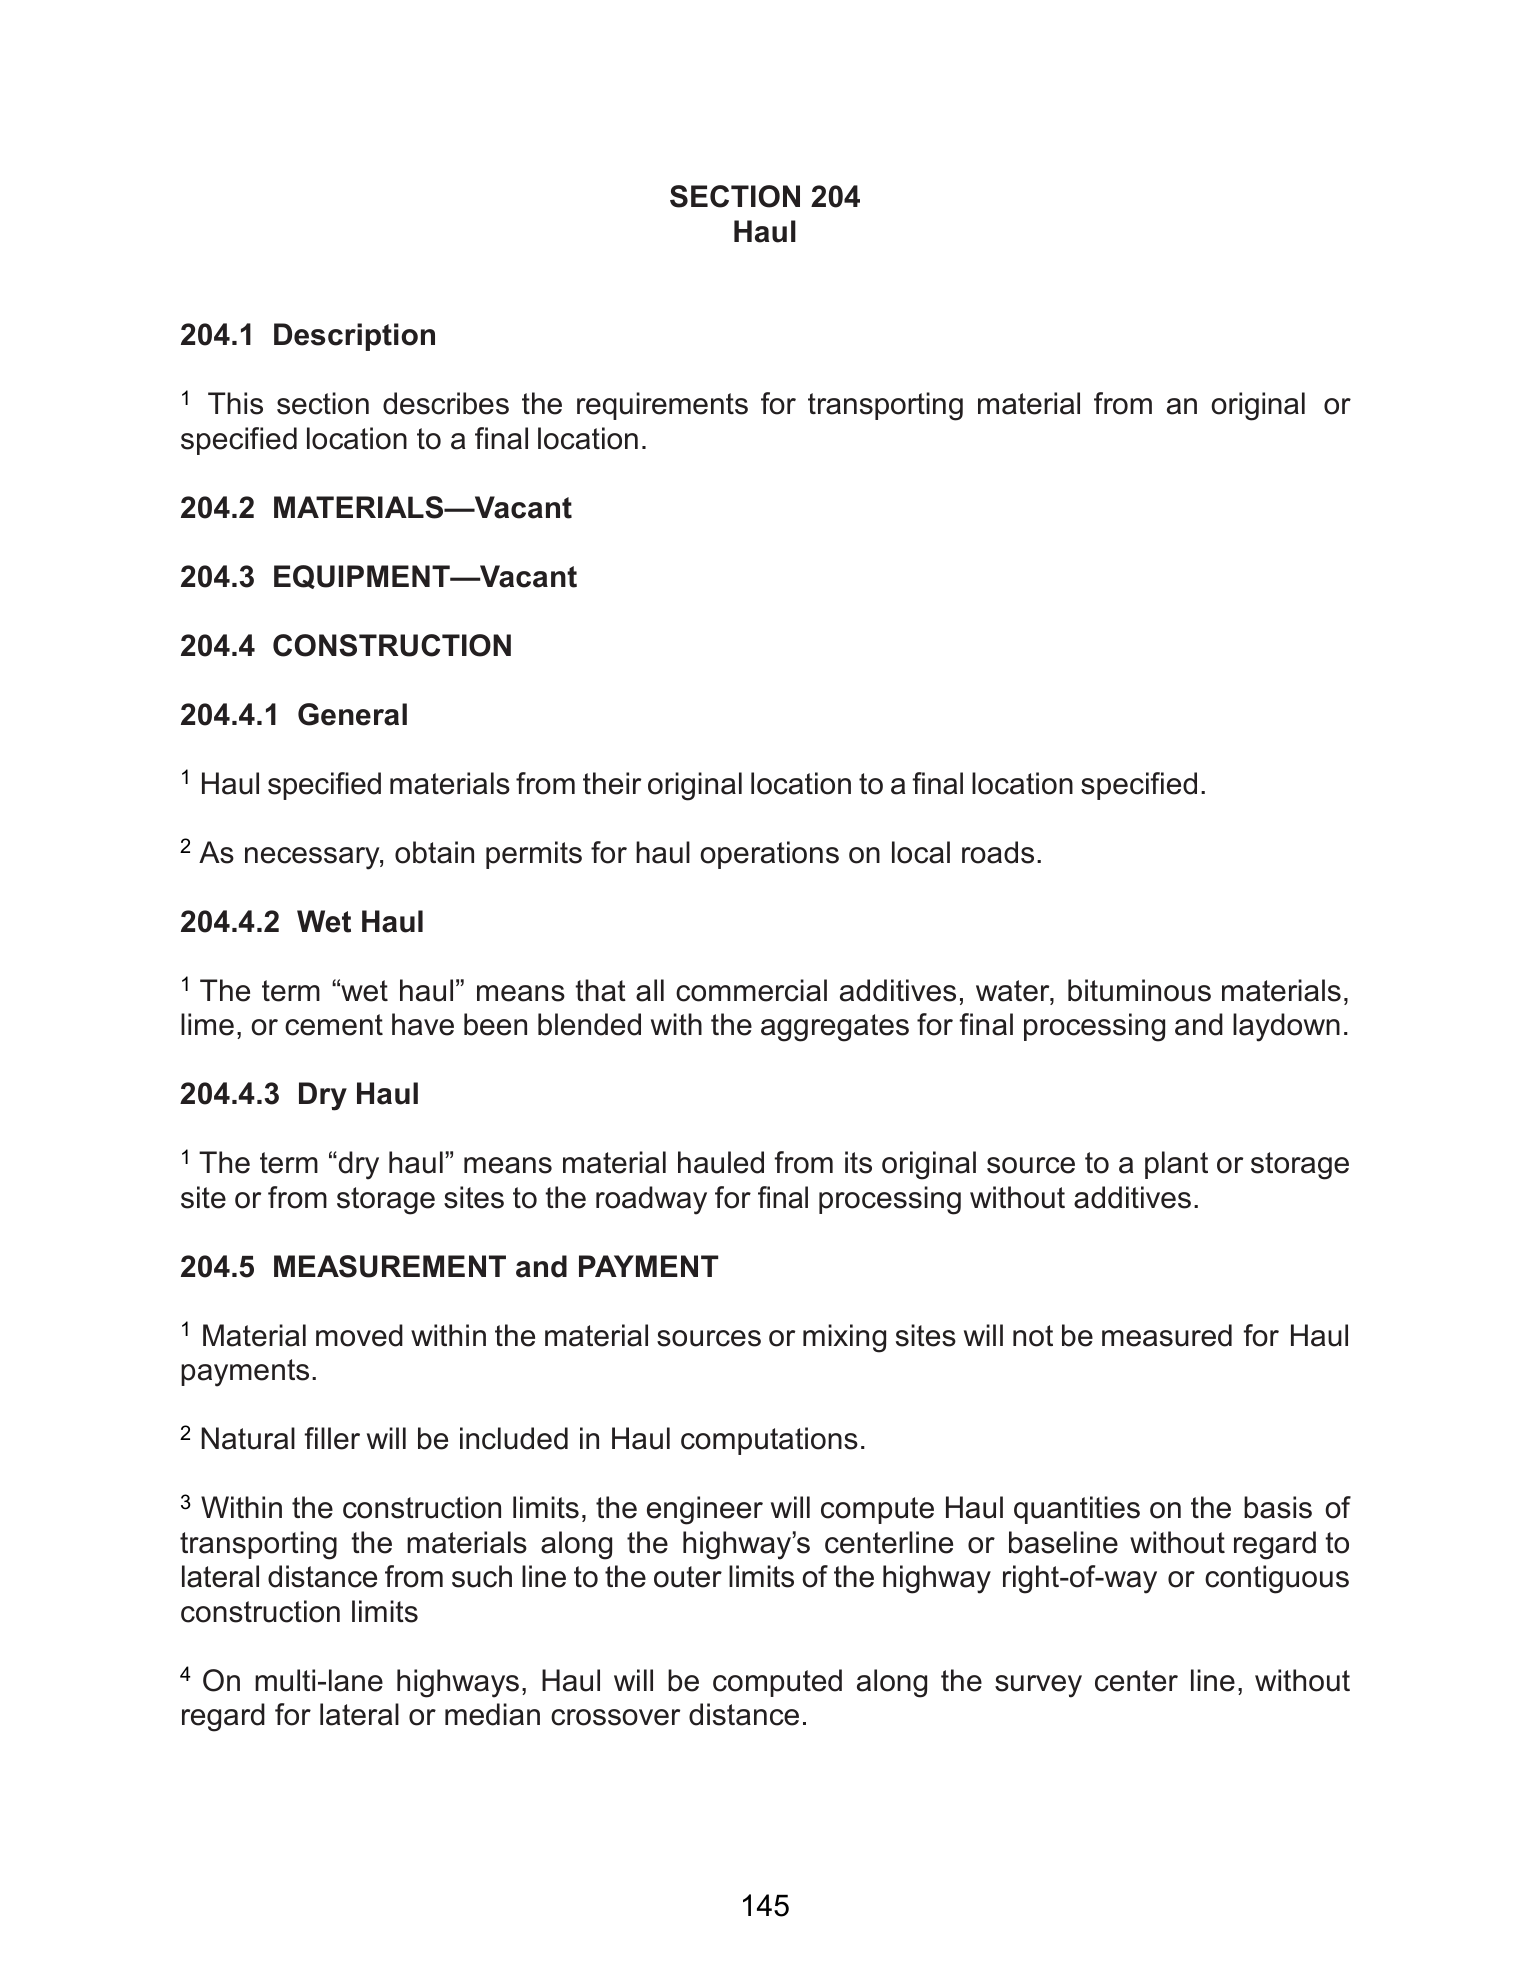 SECTION 204
Haul
204.1 Description
1 This section describes the requirements for transporting material from an original or
specified location to a final location.
204.2 MATERIALS—Vacant
204.3 EQUIPMENT—Vacant
204.4 CONSTRUCTION
204.4.1 General
1 Haul specified materials from their original location to a final location specified.
2 As necessary, obtain permits for haul operations on local roads.
204.4.2 Wet Haul
1 The term “wet haul” means that all commercial additives, water, bituminous materials,
lime, or cement have been blended with the aggregates for final processing and laydown.
204.4.3 Dry Haul
1 The term “dry haul” means material hauled from its original source to a plant or storage
site or from storage sites to the roadway for final processing without additives.
204.5 MEASUREMENT and PAYMENT
1 Material moved within the material sources or mixing sites will not be measured for Haul
payments.
2 Natural filler will be included in Haul computations.
3 Within the construction limits, the engineer will compute Haul quantities on the basis of
transporting the materials along the highway’s centerline or baseline without regard to
lateral distance from such line to the outer limits of the highway right-of-way or contiguous
construction limits
4 On multi-lane highways, Haul will be computed along the survey center line, without
regard for lateral or median crossover distance.
145